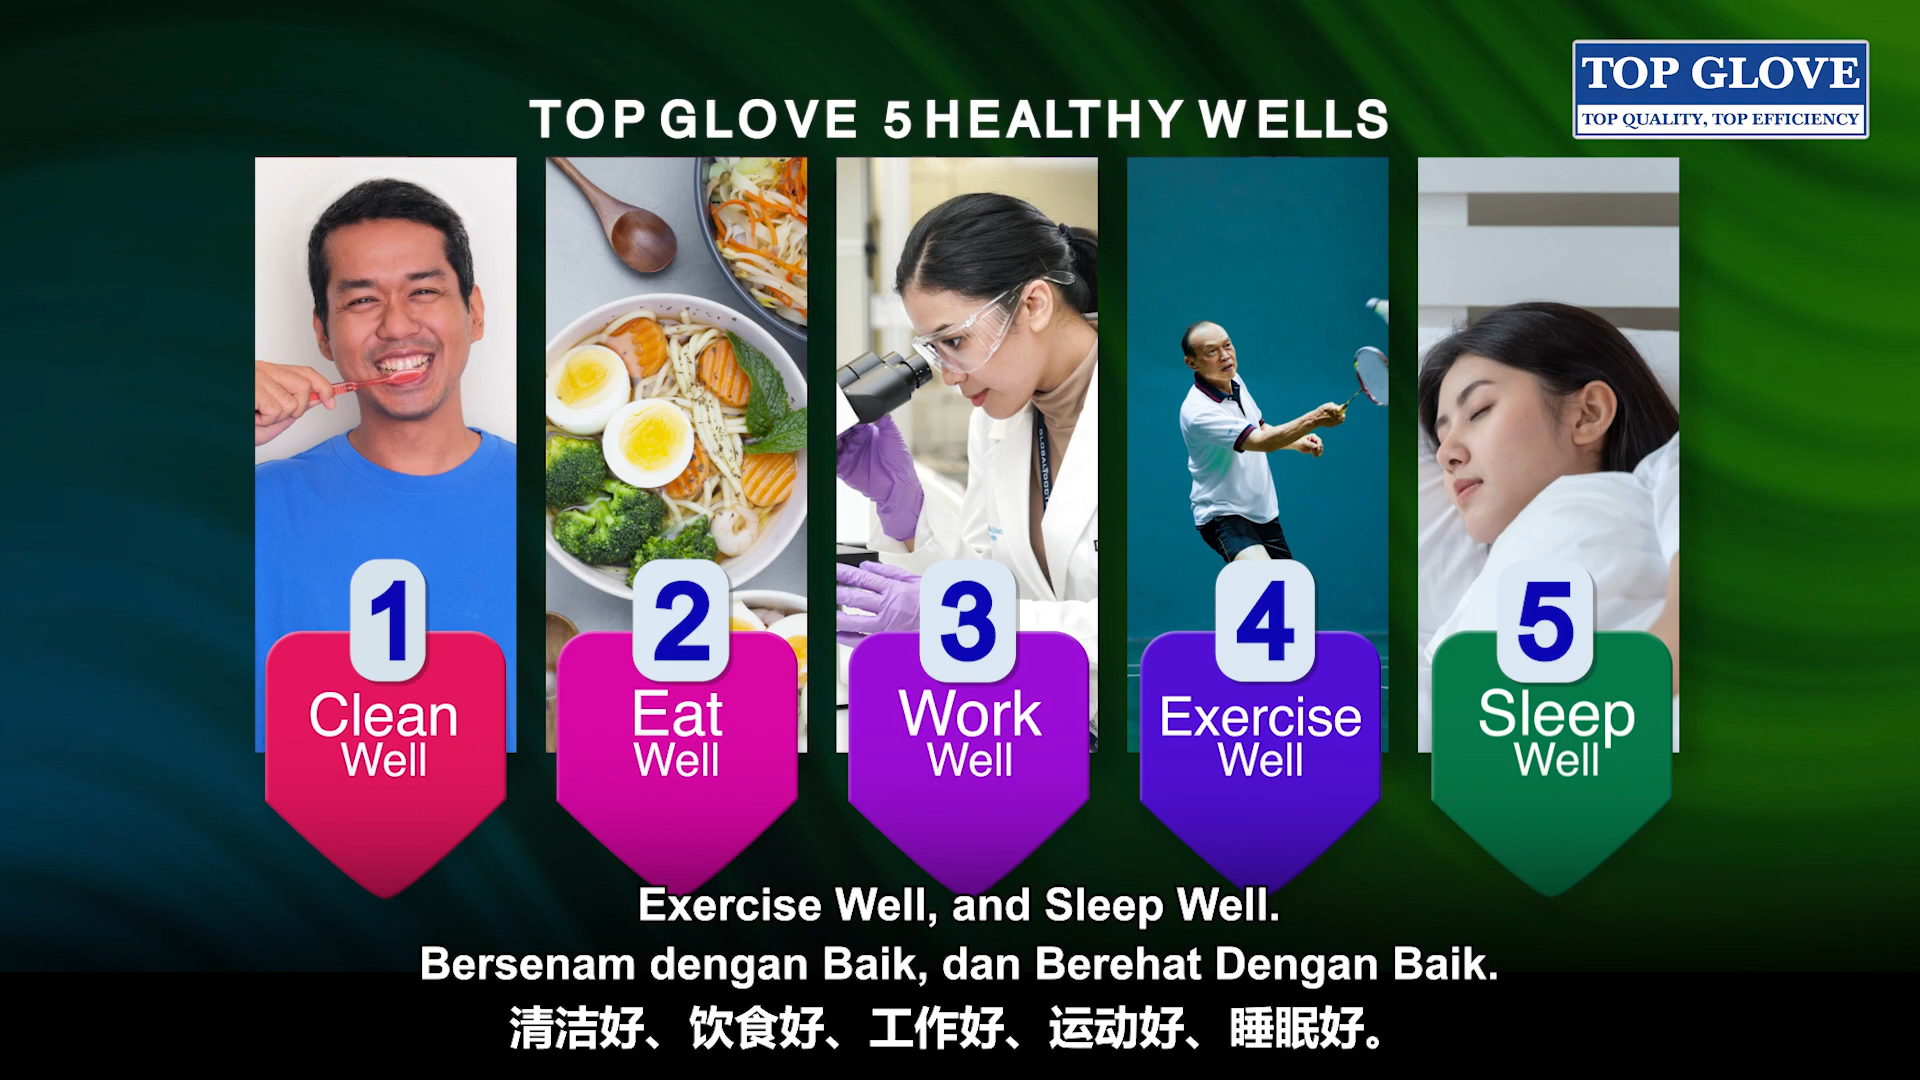 TOP GLOVE
TOP QUALITY, TOP EFFICIENCY
TOP GLOVE 5 HEALTHY WELLS
1
Clean
Well
2
Eat
Well
3
Work
Well
4
Exercise
Well
5
Sleep
Well
Exercise Well, and Sleep Well.
Bersenam dengan Baik, dan Berehat Dengan Baik.
清洁好、饮食好、工作好、运动好、睡眠好。